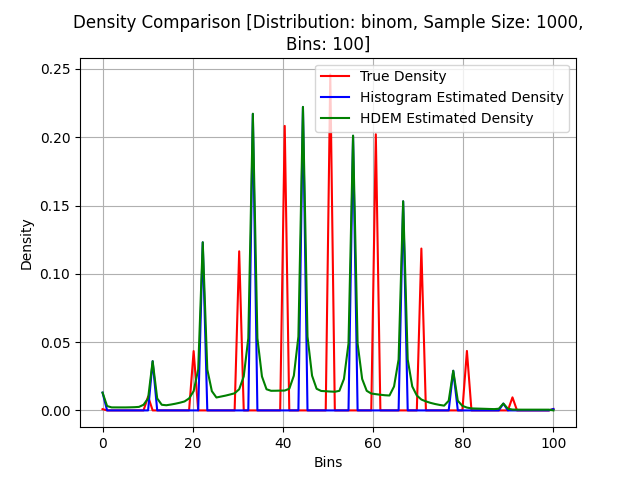 Density Comparison [Distribution: binom, Sample Size: 1000,
Bins: 100]
True Density
Histogram Estimated Density
HDEM Estimated Density
Density
0.25
0.20
0.15
0.10
0.05
0.00
0 20 40 60 80 100
Bins